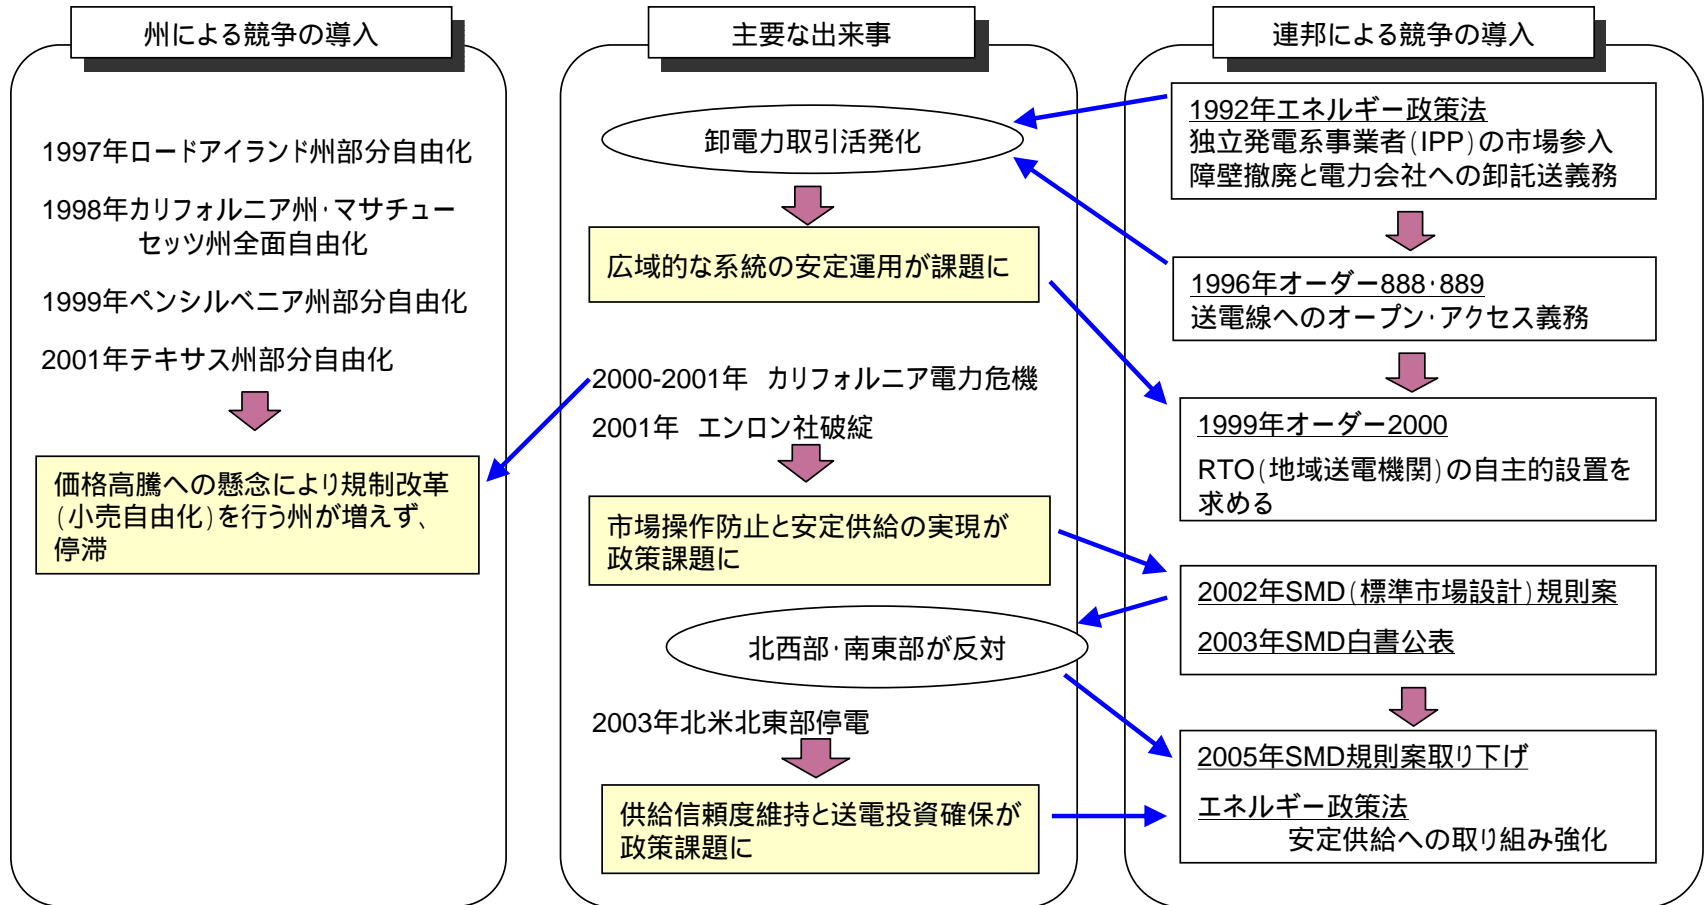 州による競争の導入
1997年ロードアイランド州部分自由化
1998年カリフォルニア州・マサチュー
セッツ州全面自由化
1999年ペンシルベニア州部分自由化
2001年テキサス州部分自由化
価格高騰への懸念により規制改革
(小売自由化)を行う州が増えず、
停滞
主要な出来事
卸電力取引活発化
広域的な系統の安定運用が課題に
2000-2001年 カリフォルニア電力危機
2001年 エンロン社破綻
市場操作防止と安定供給の実現が
政策課題に
北西部・南東部が反対
2003年北米北東部停電
供給信頼度維持と送電投資確保が
政策課題に
連邦による競争の導入
1992年エネルギー政策法
独立発電系事業者(IPP)の市場参入
障壁撤廃と電力会社への卸託送義務
1996年オーダー888・889
送電線へのオープン・アクセス義務
1999年オーダー2000
RTO(地域送電機関)の自主的設置を
求める
2002年SMD(標準市場設計)規則案
2003年SMD白書公表
2005年SMD規則案取り下げ
エネルギー政策法
安定供給への取り組み強化